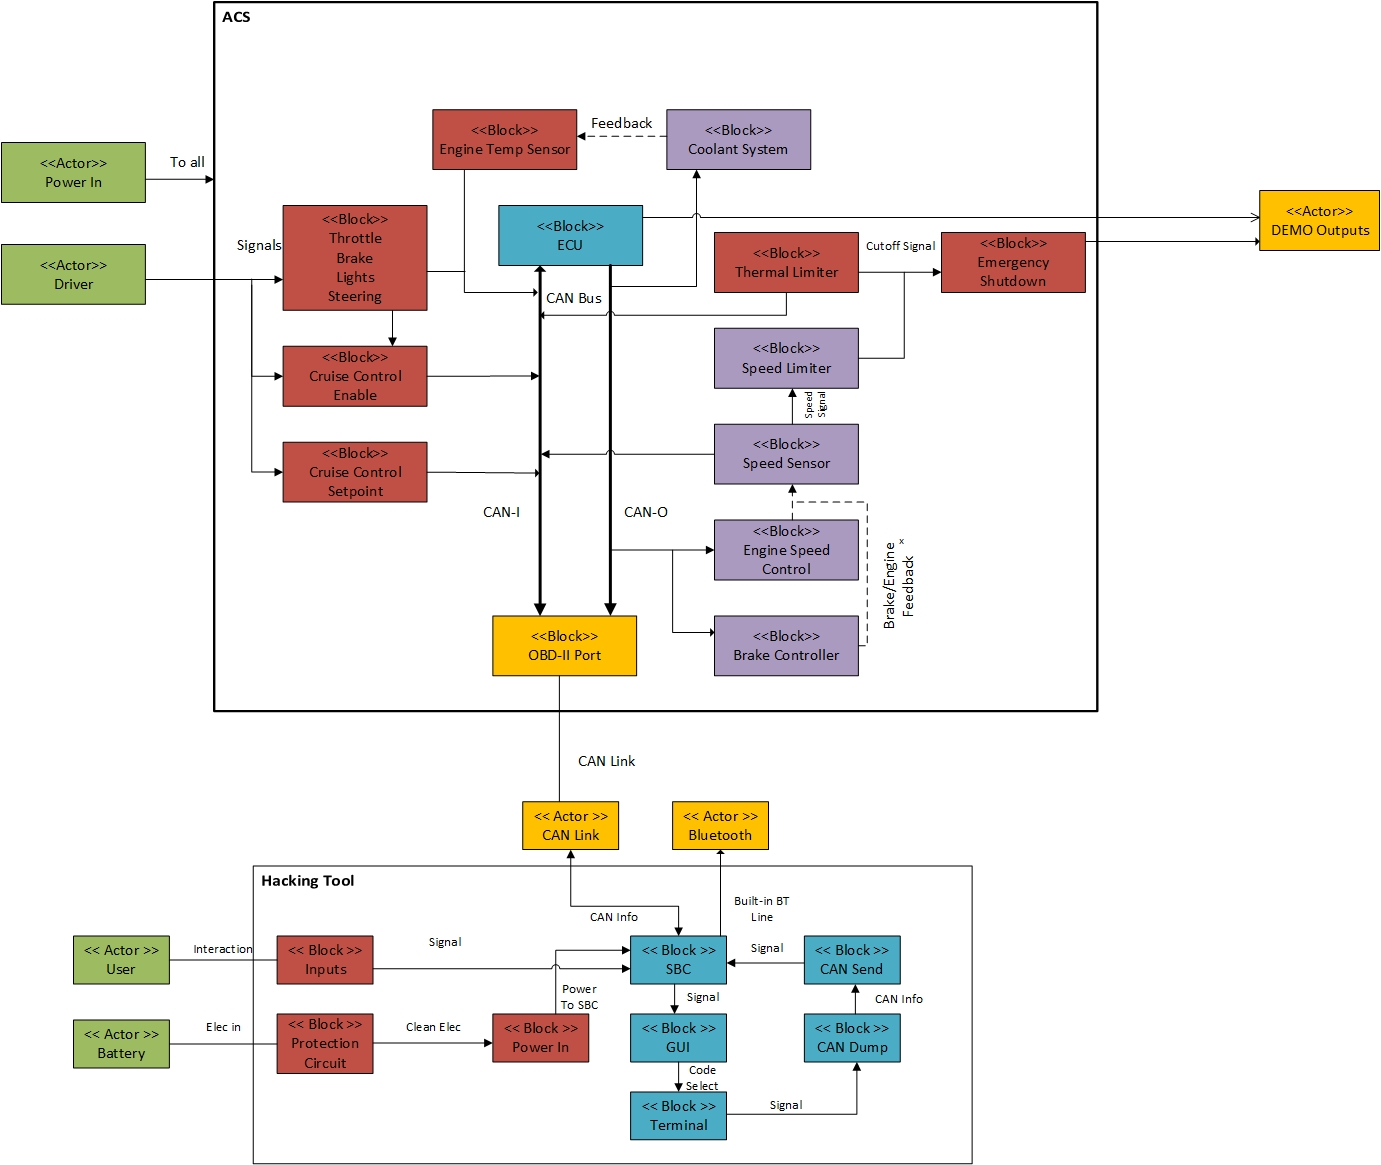 ACS
<<Block>>
Engine Temp Sensor
Feedback
<<Block>>
Coolant System
<<Actor>>
Power In
To all
<<Actor>>
Driver
Signals
<<Block>>
Throttle
Brake
Lights
Steering
<<Block>>
ECU
<<Block>>
Thermal Limiter
Cutoff Signal
<<Block>>
Emergency
Shutdown
<<Actor>>
DEMO Outputs
CAN Bus
<<Block>>
Cruise Control
Enable
<<Block>>
Speed Limiter
Speed
Signal
<<Block>>
Cruise Control
Setpoint
<<Block>>
Speed Sensor
CAN-I
CAN-O
<<Block>>
Engine Speed
Control
Brake/Engine
Feedback
x
<<Block>>
OBD-II Port
<<Block>>
Brake Controller
CAN Link
<< Actor >>
CAN Link
<< Actor >>
Bluetooth
Hacking Tool
CAN Info
Built-in BT
Line
<< Actor >>
User
Interaction
<< Block >>
Inputs
Signal
<< Block >>
SBC
Signal
<< Block >>
CAN Send
Power
To SBC
Signal
CAN Info
<< Actor >>
Battery
Elec in
<< Block >>
Protection
Circuit
Clean Elec
<< Block >>
Power In
<< Block >>
GUI
<< Block >>
CAN Dump
Code
Select
<< Block >>
Terminal
Signal